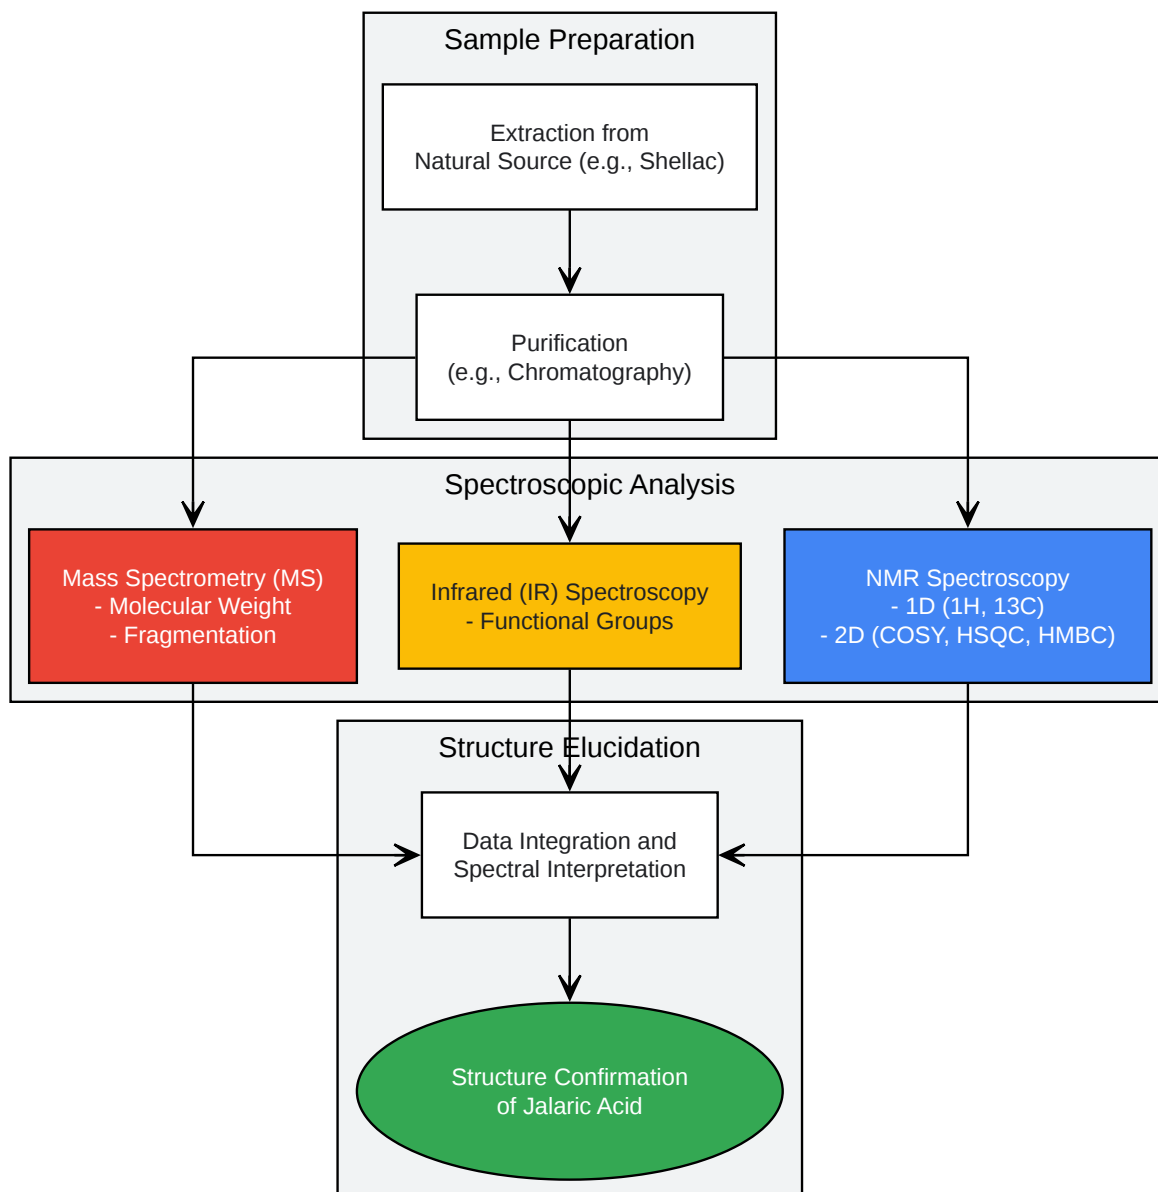 Sample Preparation
Extraction from
Natural Source (e.g., Shellac)
Purification
(e.g., Chromatography)
Spectroscopic Analysis
Mass Spectrometry (MS)
- Molecular Weight
- Fragmentation
Infrared (IR) Spectroscopy
- Functional Groups
NMR Spectroscopy
- 1D (1H, 13C)
- 2D (COSY, HSQC, HMBC)
Structure Elucidation
Data Integration and
Spectral Interpretation
Structure Confirmation
of Jalaric Acid